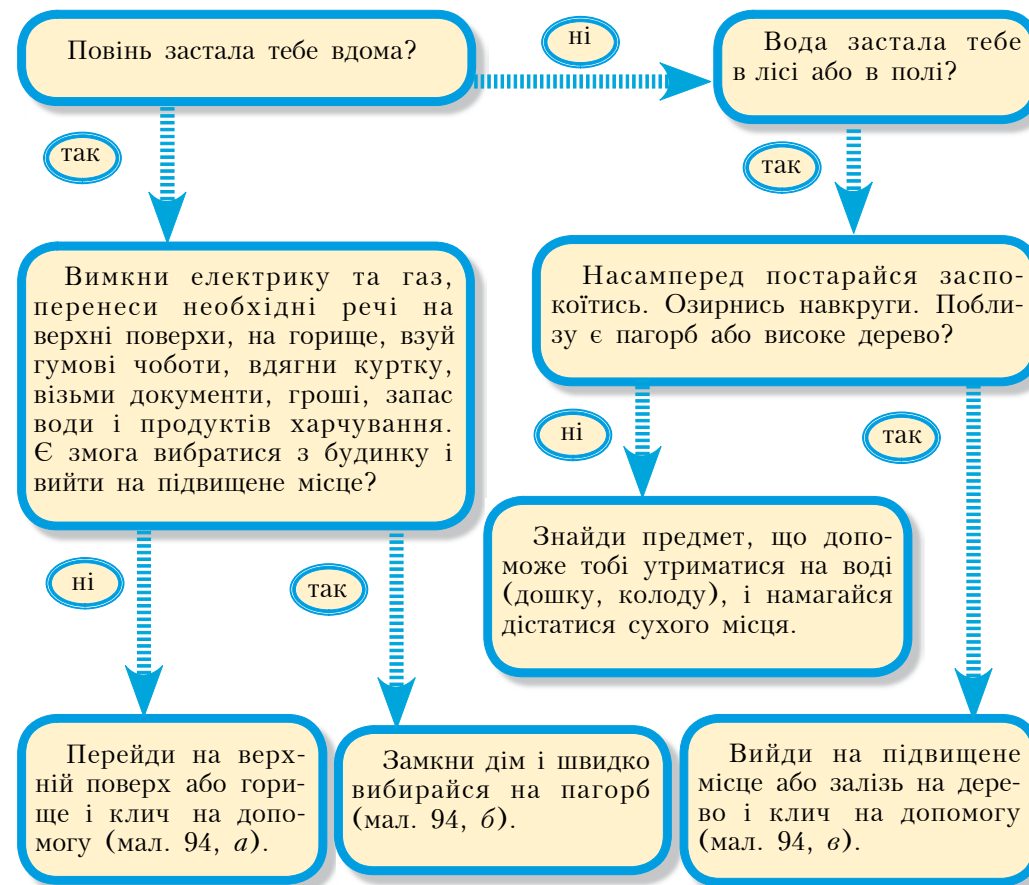 Повінь застала тебе вдома?
ні
Вода застала тебе
в лісі або в полі?
так
так
Вимкни електрику та газ,
перенеси необхідні речі на
верхні поверхи, на горище, взуй
гумові чоботи, вдягни куртку,
візьми документи, гроші, запас
води і продуктів харчування.
Є змога вибратися з будинку і
вийти на підвищене місце?
Насамперед постарайся заспо-
коїтись. Озирнись навкруги. Побли-
зу є пагорб або високе дерево?
ні
так
Знайди предмет, що допо-
може тобі утриматися на воді
(дошку, колоду), і намагайся
дістатися сухого місця.
ні
так
Перейди на верх-
ній поверх або гори-
ще і клич на допо-
могу (мал. 94, а).
Замкни дім і швидко
вибирайся на пагорб
(мал. 94, б).
Вийди на підвищене
місце або залізь на дере-
во і клич на допомогу
(мал. 94, в).